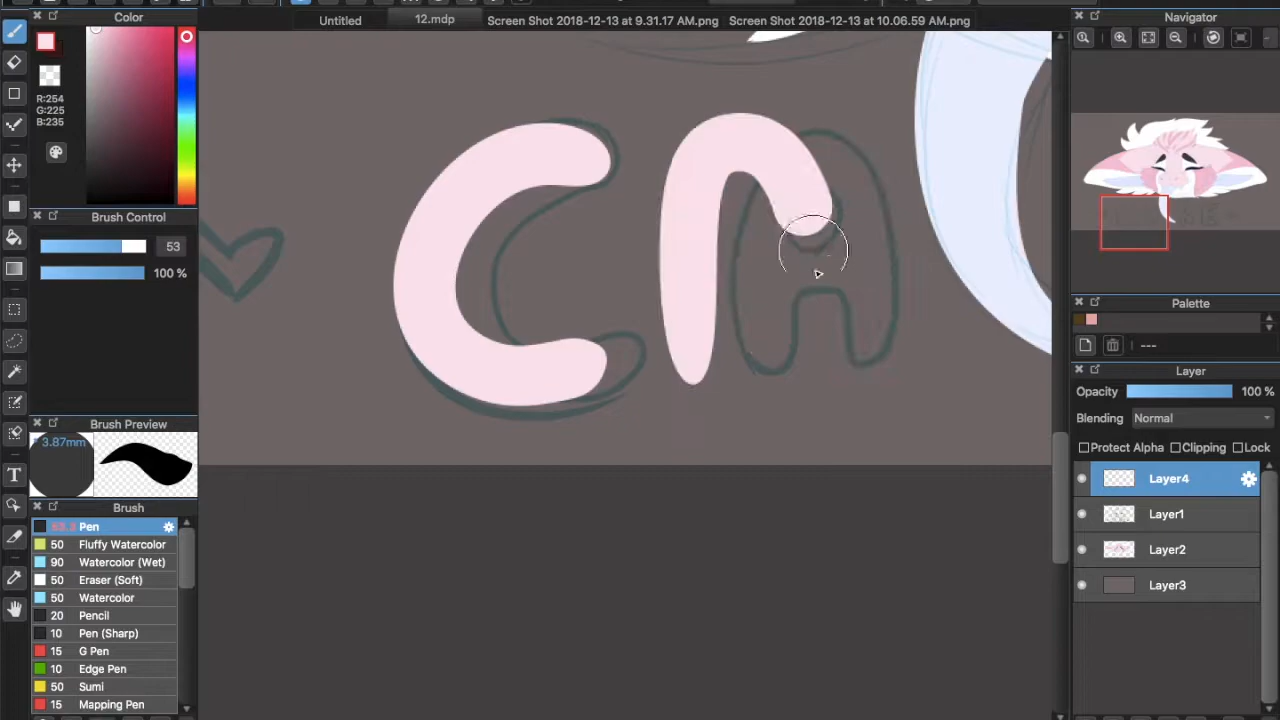 Untitled
12.mdp
Screen Shot 2018-12-13 at 9.31.17 AM.png
Screen Shot 2018-12-13 at 10.06.59 AM.png
Color
R:254
G:225
B:235
Brush Control
53
100 %
Brush Preview
3.87mm
Brush
Pen
50 Fluffy Watercolor
90 Watercolor (Wet)
50 Eraser (Soft)
50 Watercolor
20 Pencil
10 Pen (Sharp)
15 G Pen
10 Edge Pen
50 Sumi
15 Mapping Pen
C
Navigator
Palette
---
Layer
Opacity 100 %
Blending Normal
Protect Alpha Clipping Lock
Layer4
Layer1
Layer2
Layer3